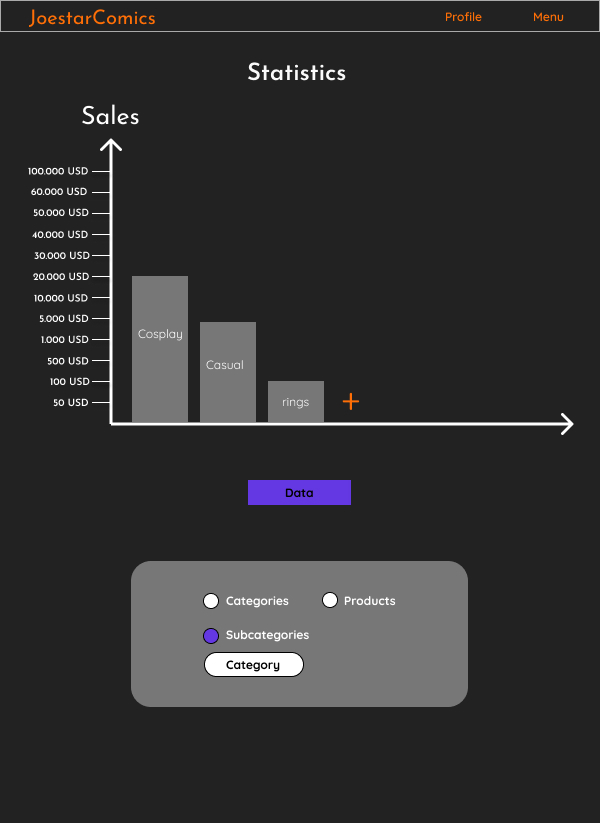 JoestarComics
Profile Menu
Statistics
Sales
100.000 USD
60.000 USD
50.000 USD
40.000 USD
30.000 USD
20.000 USD
10.000 USD
5.000 USD
1.000 USD
500 USD
100 USD
50 USD
Cosplay
Casual
rings
+
Data
Categories Products
Subcategories
Category